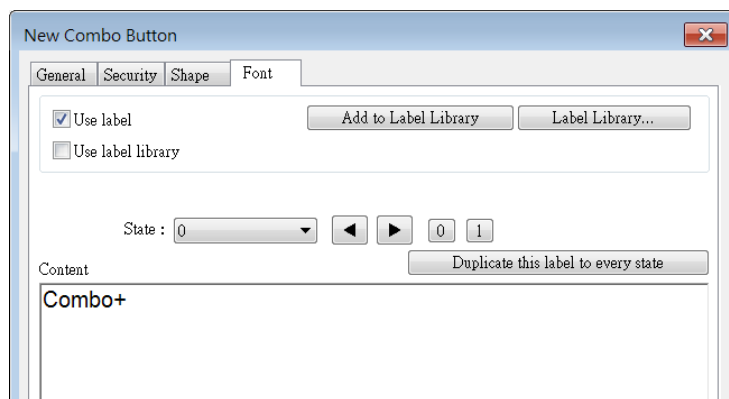 New Combo Button
General Security Shape Font
Use label Add to Label Library Label Library...
Use label library
State : 0 0 1
Duplicate this label to every state
Content
Combo+